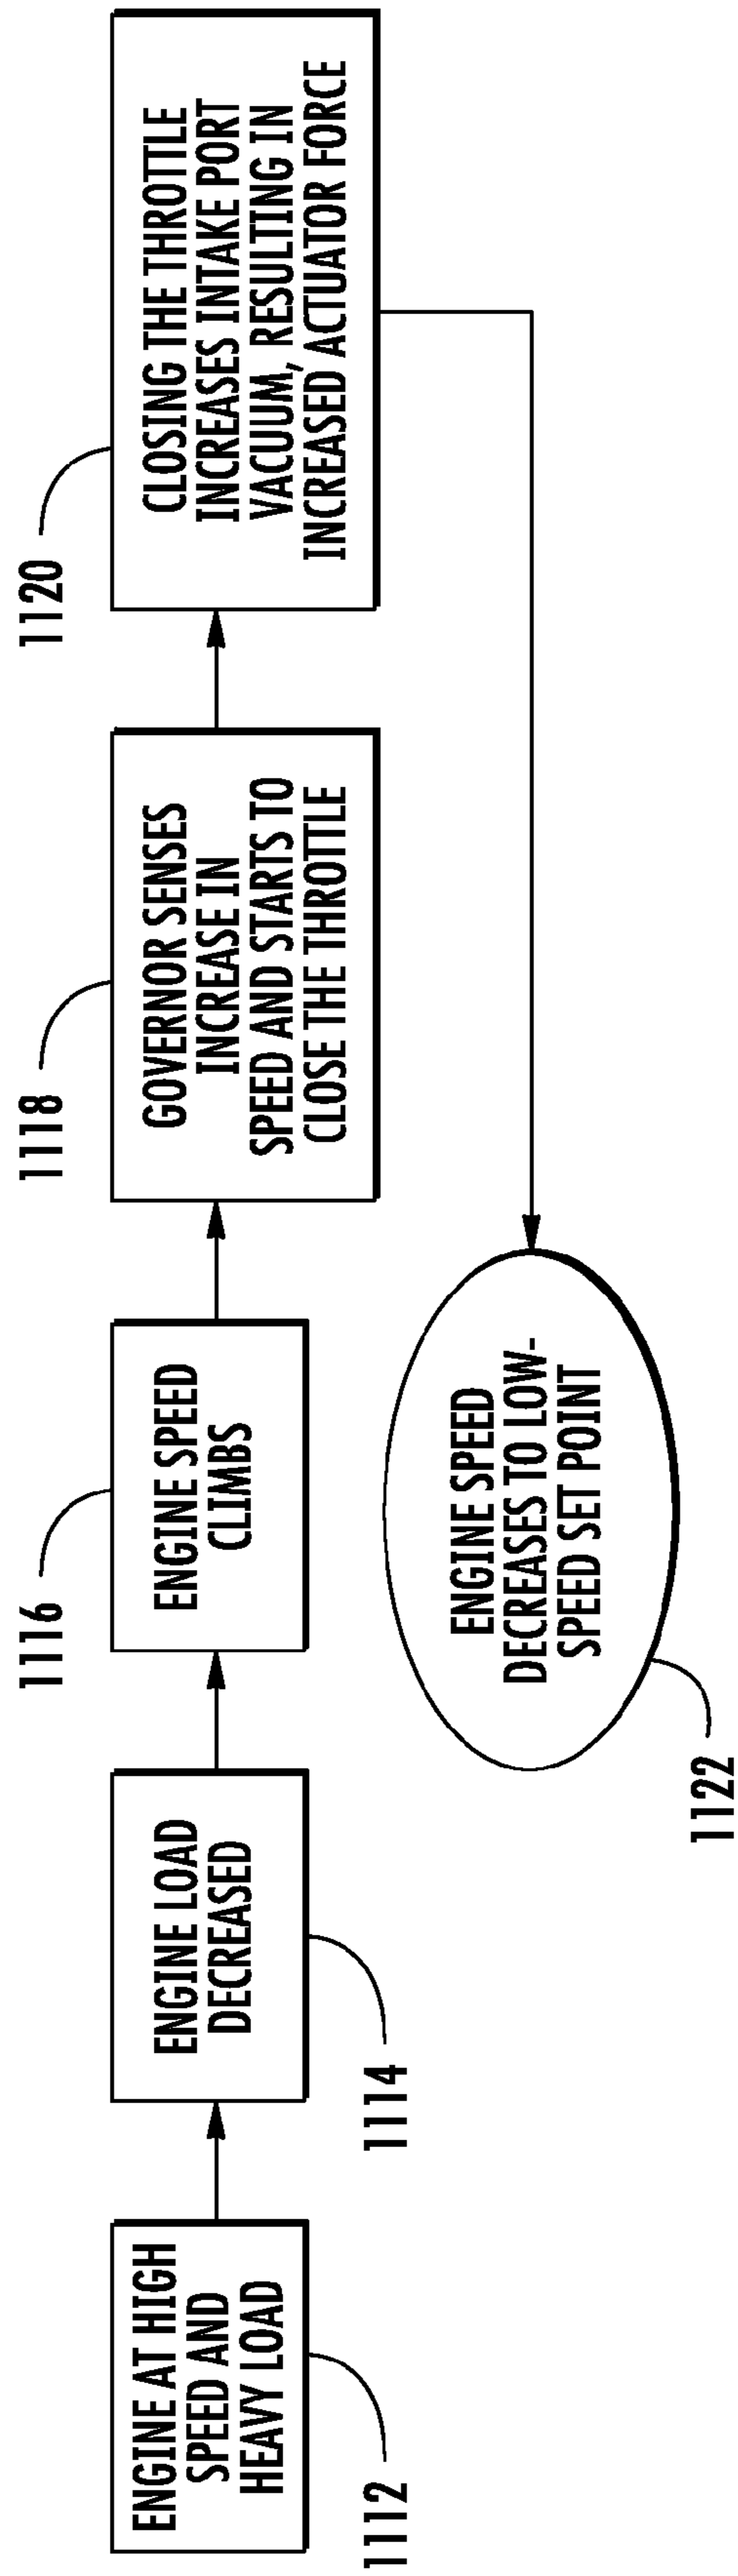 ENGINE AT HIGH
SPEED AND
HEAVY LOAD
1112
ENGINE LOAD
DECREASED
1114
ENGINE SPEED
CLIMBS
1116
GOVERNOR SENSES
INCREASE IN
SPEED AND STARTS TO
CLOSE THE THROTTLE
1118
CLOSING THE THROTTLE
INCREASES INTAKE PORT
VACUUM, RESULTING IN
INCREASED ACTUATOR FORCE
1120
ENGINE SPEED
DECREASES TO LOW-
SPEED SET POINT
1122